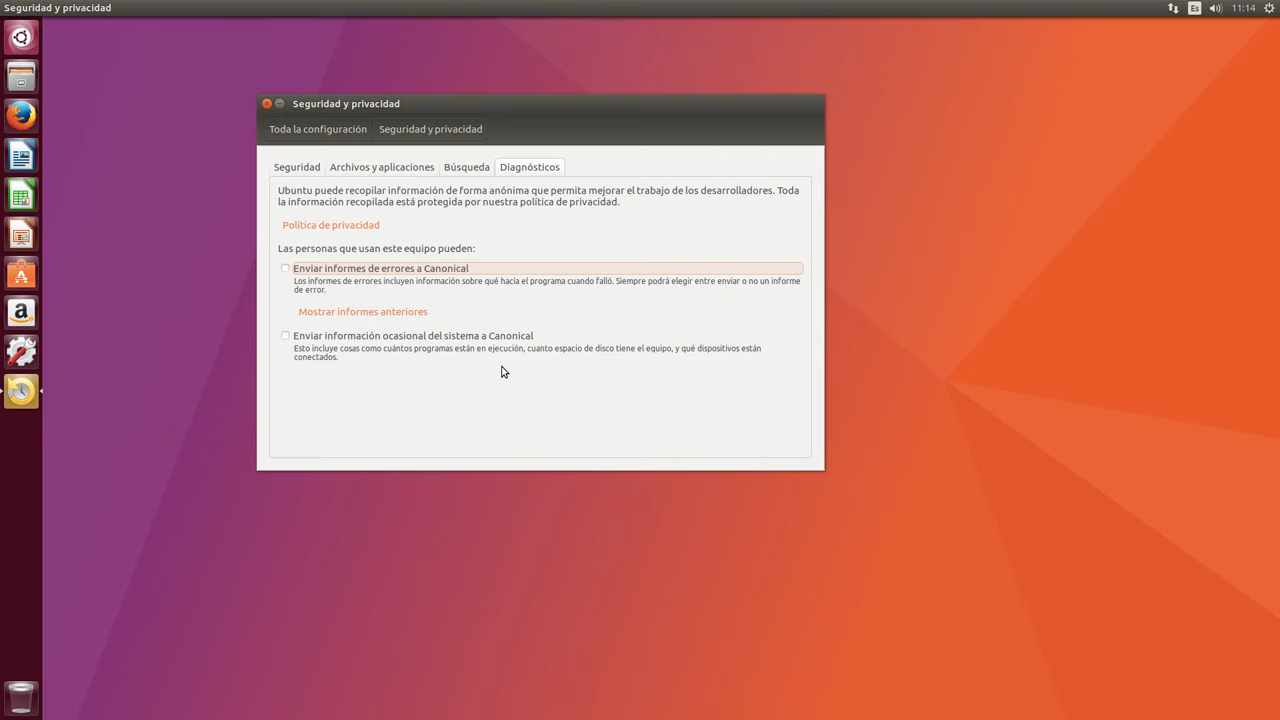 Seguridad y privacidad
Es
11:14
Seguridad y privacidad
Toda la configuración
Seguridad y privacidad
Seguridad
Archivos y aplicaciones
Búsqueda
Diagnósticos
Ubuntu puede recopilar información de forma anónima que permita mejorar el trabajo de los desarrolladores. Toda
la información recopilada está protegida por nuestra política de privacidad.
Política de privacidad
Las personas que usan este equipo pueden:
Enviar informes de errores a Canonical
Los informes de errores incluyen información sobre qué hacía el programa cuando falló. Siempre podrá elegir entre enviar o no un informe
de error.
Mostrar informes anteriores
Enviar información ocasional del sistema a Canonical
Esto incluye cosas como cuántos programas están en ejecución, cuanto espacio de disco tiene el equipo, y qué dispositivos están
conectados.